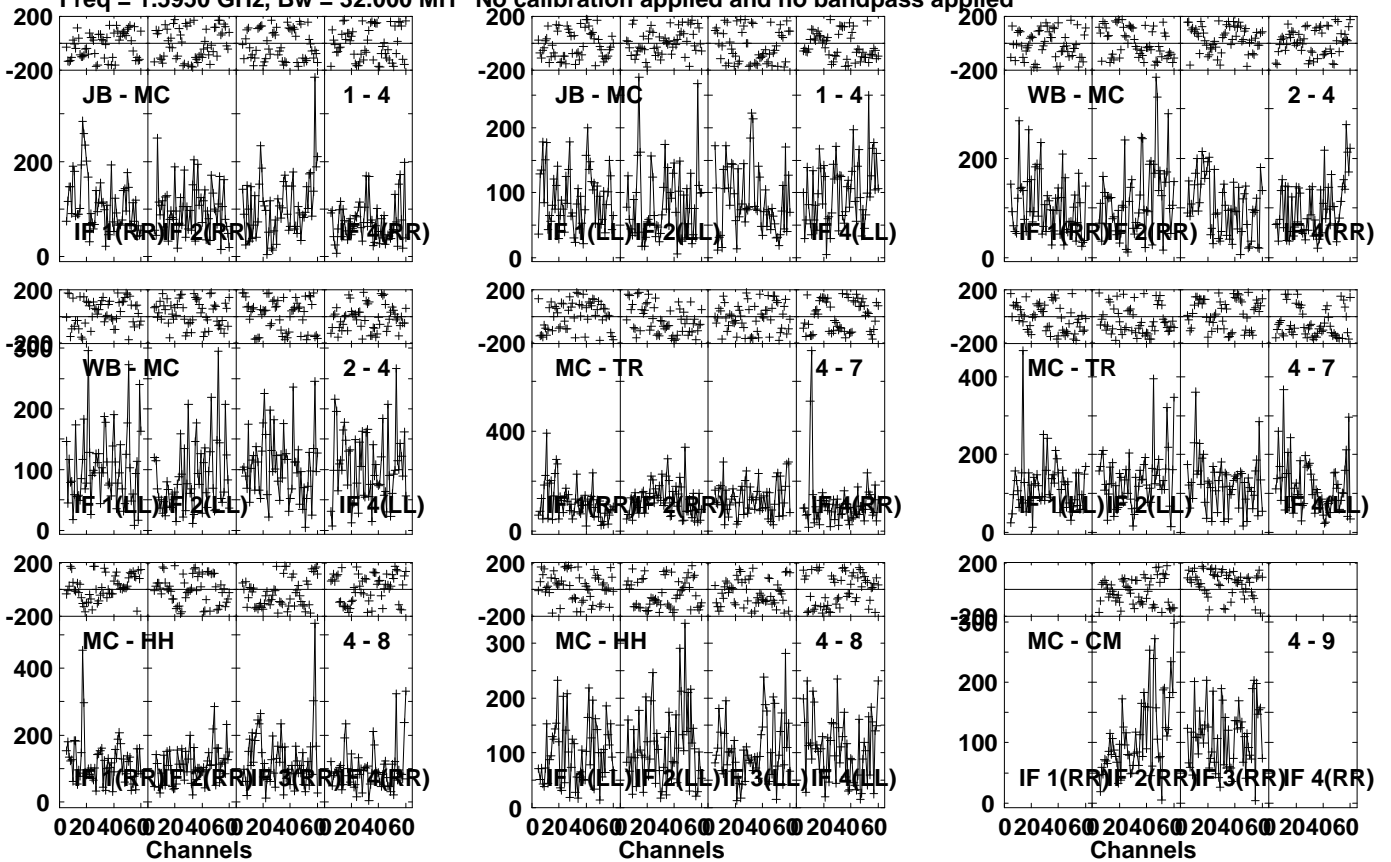 Freq = 1.5950 GHz, Bw = 32.000 MH No calibration applied and no bandpass applied
200
-200
JB - MC 1 - 4
200
0
IF 1(RR) IF 2(RR) IF 4(RR)
200
-200
JB - MC 1 - 4
200
100
0
IF 1(LL) IF 2(LL) IF 4(LL)
200
-200
WB - MC 2 - 4
200
0
IF 1(RR) IF 2(RR) IF 4(RR)
200
-200
300
WB - MC 2 - 4
200
100
0
IF 1(LL) IF 2(LL) IF 4(LL)
200
-200
MC - TR 4 - 7
400
0
IF 1(RR) IF 2(RR) IF 4(RR)
200
-200
MC - TR 4 - 7
400
200
0
IF 1(LL) IF 2(LL) IF 4(LL)
200
-200
MC - HH 4 - 8
400
200
0
IF 1(RR) IF 2(RR) IF 3(RR) IF 4(RR)
0 20 40 60 0 20 40 60 0 20 40 60 0 20 40 60
Channels
200
-200
MC - HH 4 - 8
300
200
100
0
IF 1(LL) IF 2(LL) IF 3(LL) IF 4(LL)
0 20 40 60 0 20 40 60 0 20 40 60 0 20 40 60
Channels
200
-200
300
MC - CM 4 - 9
200
100
0
IF 1(RR) IF 2(RR) IF 3(RR) IF 4(RR)
0 20 40 60 0 20 40 60 0 20 40 60 0 20 40 60
Channels